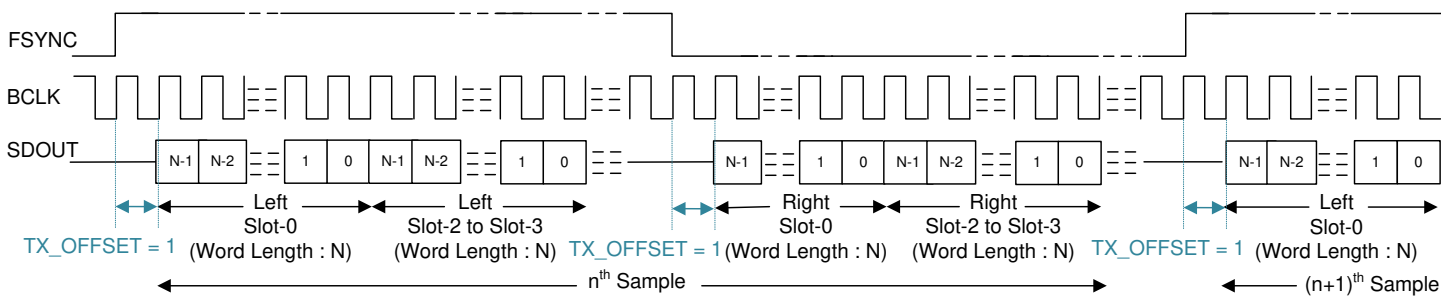 FSYNC
BCLK
SDOUT
N-1 N-2 1 0 N-1 N-2 1 0 N-1 1 0 N-1 N-2 1 0 N-1 N-2 1 0
Left Left Right Right Left
Slot-0 Slot-2 to Slot-3 Slot-0 Slot-2 to Slot-3 Slot-0
TX_OFFSET = 1 (Word Length : N) (Word Length : N) TX_OFFSET = 1 (Word Length : N) (Word Length : N) TX_OFFSET = 1 (Word Length : N)
nth Sample (n+1)th Sample